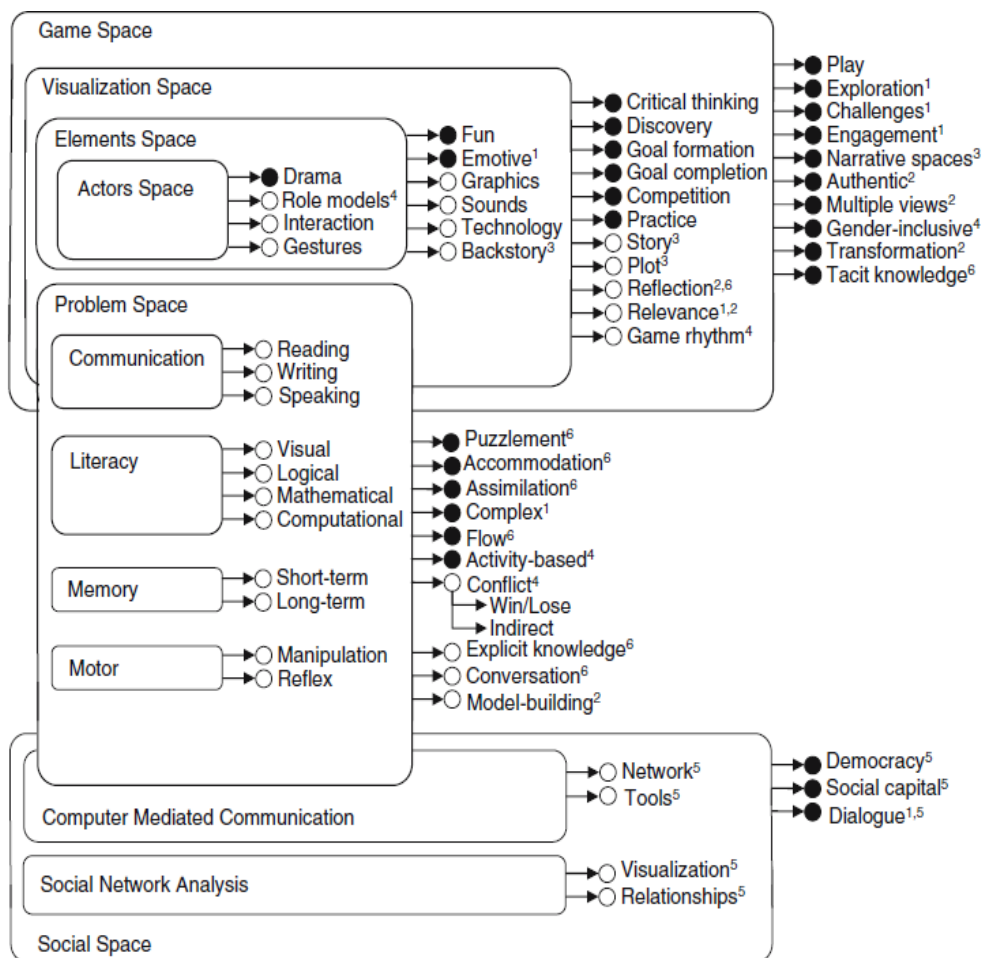 Game Space
Play
Exploration¹
Challenges¹
Engagement¹
Narrative spaces³
Authentic²
Multiple views²
Gender-inclusive⁴
Transformation²
Tacit knowledge⁶
Visualization Space
Critical thinking
Discovery
Goal formation
Goal completion
Competition
Practice
Story³
Plot³
Reflection²,⁶
Relevance¹,²
Game rhythm⁴
Elements Space
Fun
Emotive¹
Graphics
Sounds
Technology
Backstory³
Actors Space
Drama
Role models⁴
Interaction
Gestures
Problem Space
Communication
Reading
Writing
Speaking
Literacy
Visual
Logical
Mathematical
Computational
Memory
Short-term
Long-term
Motor
Manipulation
Reflex
Puzzlement⁶
Accommodation⁶
Assimilation⁶
Complex¹
Flow⁶
Activity-based⁴
Conflict⁴
Win/Lose
Indirect
Explicit knowledge⁶
Conversation⁶
Model-building²
Computer Mediated Communication
Network⁵
Tools⁵
Democracy⁵
Social capital⁵
Dialogue¹,⁵
Social Network Analysis
Visualization⁵
Relationships⁵
Social Space